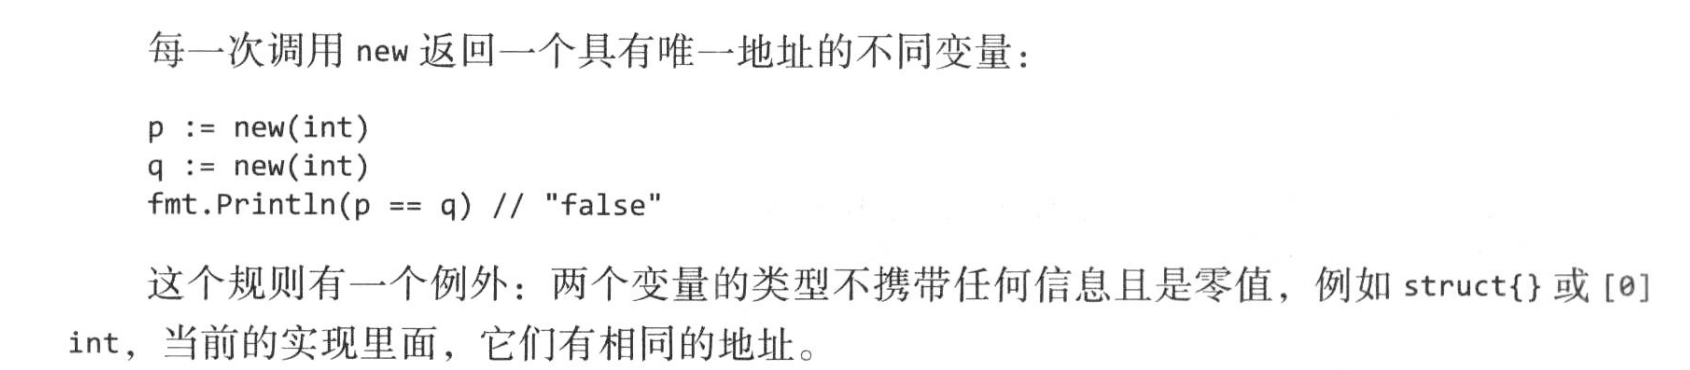 每一次调用 new 返回一个具有唯一地址的不同变量：
p := new(int)
q := new(int)
fmt.Println(p == q) // "false"
这个规则有一个例外：两个变量的类型不携带任何信息且是零值，例如 struct{} 或 [0]
int，当前的实现里面，它们有相同的地址。